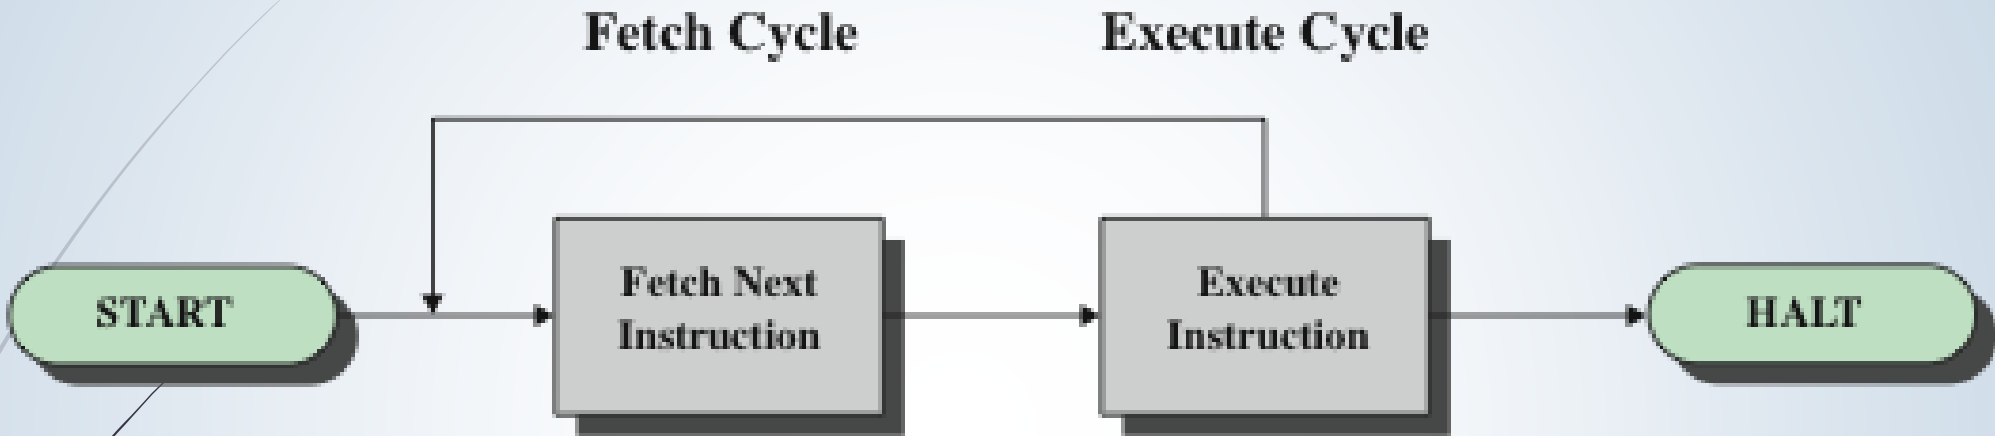 Fetch Cycle
Execute Cycle
START
Fetch Next
Instruction
Execute
Instruction
HALT